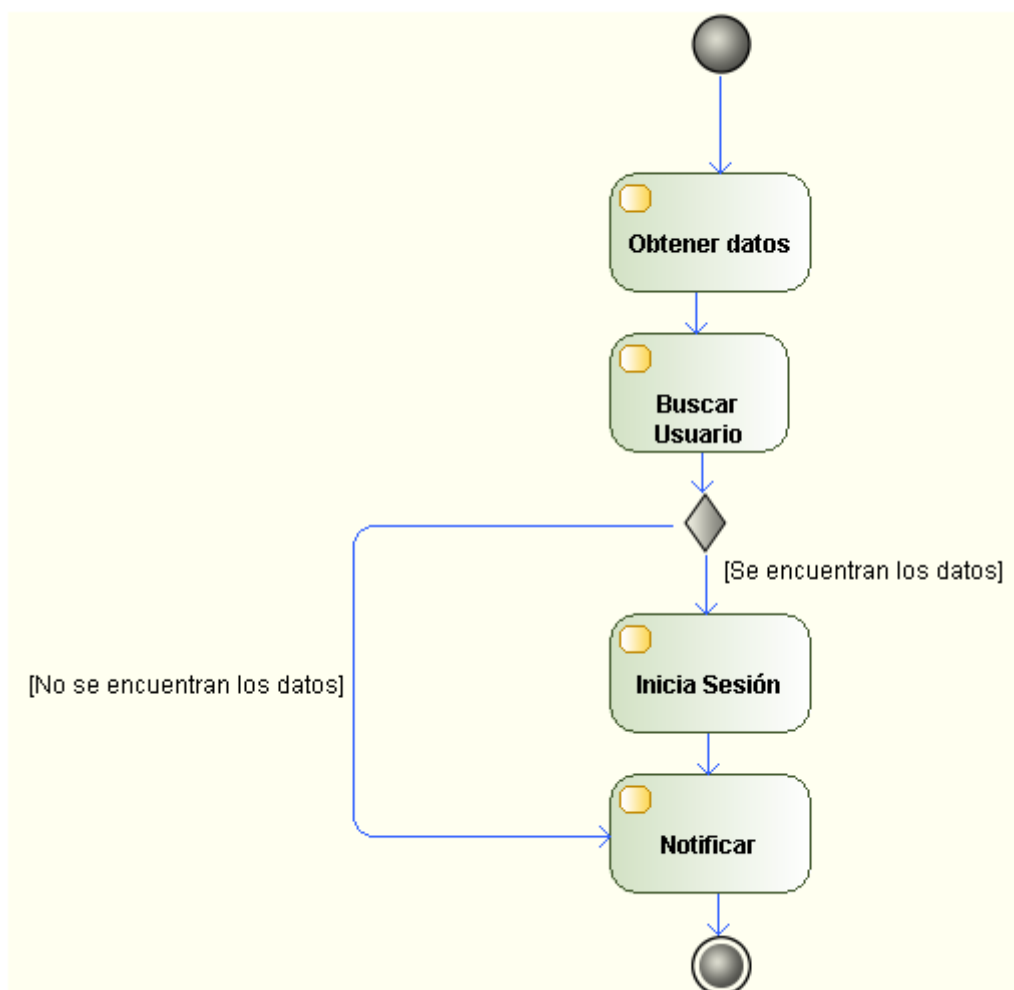 Obtener datos
Buscar
Usuario
[Se encuentran los datos]
Inicia Sesión
[No se encuentran los datos]
Notificar